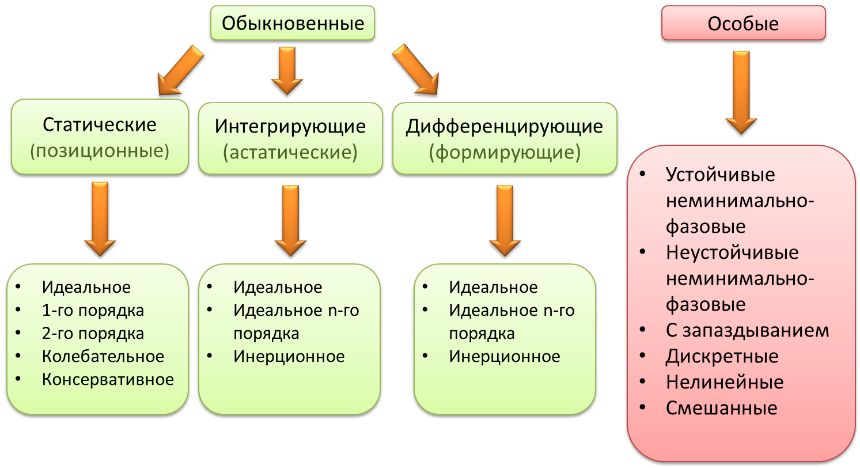 Обыкновенные
Особые
Статические
(позиционные)
Интегрирующие
(астатические)
Дифференцирующие
(формирующие)
• Идеальное
• 1-го порядка
• 2-го порядка
• Колебательное
• Консервативное
• Идеальное
• Идеальное n-го
порядка
• Инерционное
• Идеальное
• Идеальное n-го
порядка
• Инерционное
• Устойчивые
неминимально-
фазовые
• Неустойчивые
неминимально-
фазовые
• С запаздыванием
• Дискретные
• Нелинейные
• Смешанные